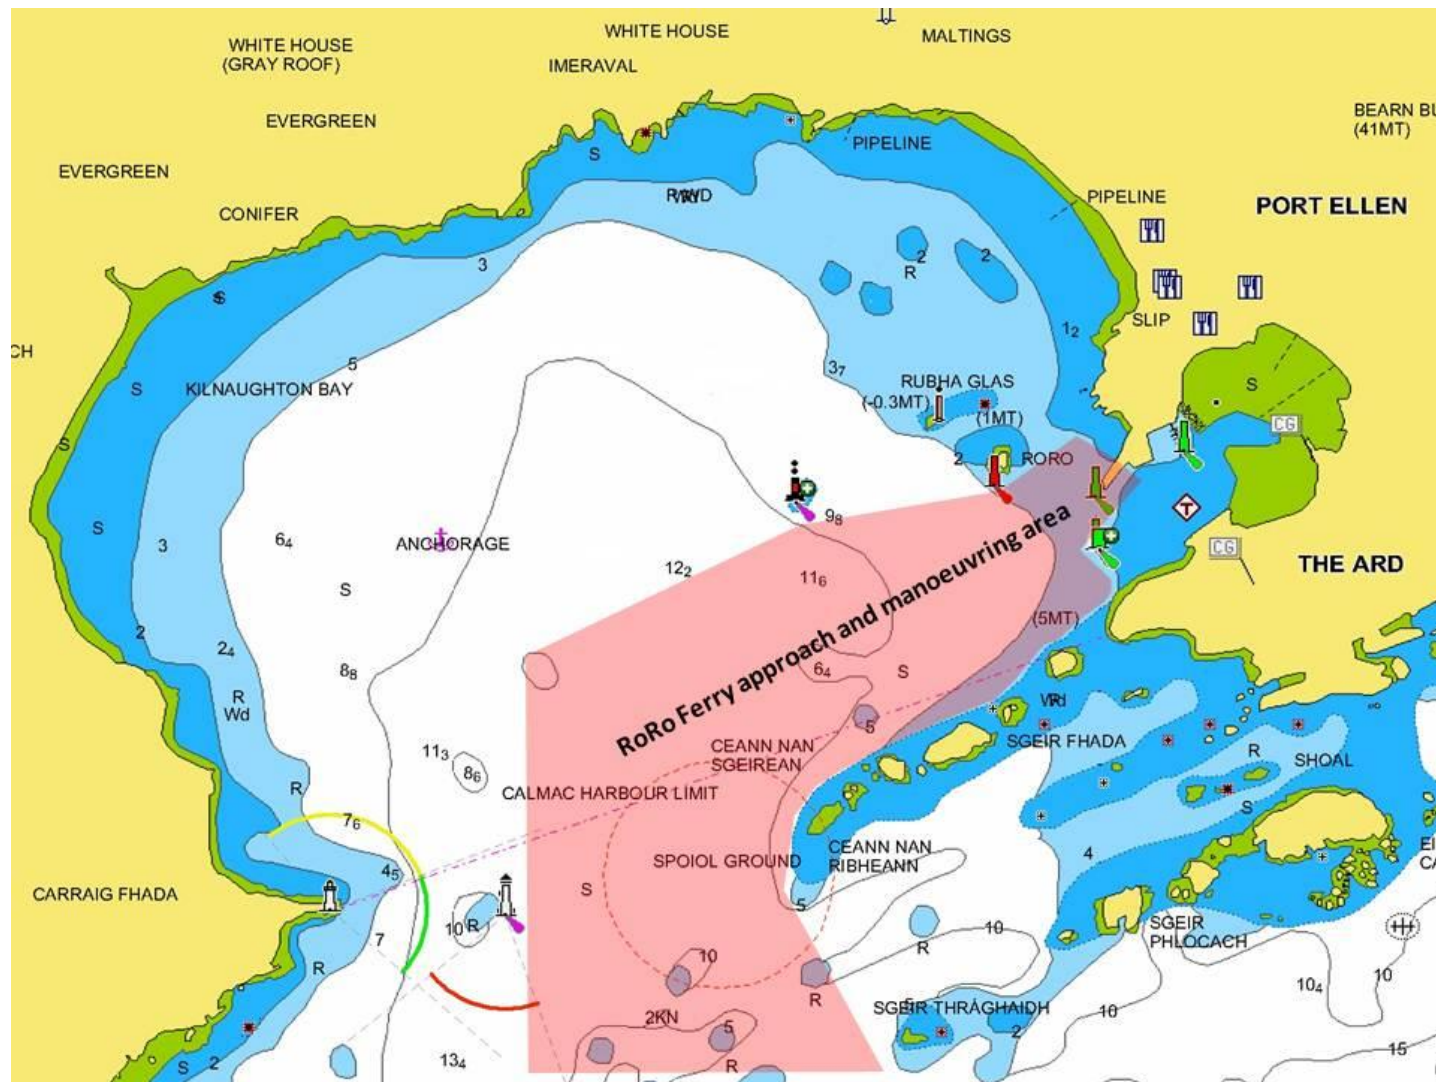 WHITE HOUSE
MALTINGS
WHITE HOUSE
(GRAY ROOF)
IMERAVAL
BEARN BU
(41MT)
EVERGREEN
PIPELINE
S
EVERGREEN
PIPELINE
PORT ELLEN
CONIFER
2
2
R
3
S
SLIP
1₂
CH
5
3₇
KILNAUGHTON BAY
S
RUBHA GLAS
S
(-0.3MT)
(1MT)
CG
S
2
RORO
9₈
S
3
6₄
ANCHORAGE
CG
THE ARD
12₂
11₆
S
RoRo Ferry approach and manoeuvring area
(5MT)
2
2₄
8₈
6₄
S
R
Wd
5
SGEIR FHADA
R
SHOAL
11₃
8₆
CEANN NAN
SGEIREAN
R
CALMAC HARBOUR LIMIT
S
7₆
CEANN NAN
RIBHEANN
4
SPOIOL GROUND
4₅
S
CARRAIG FHADA
5
10
R
7
10
R
SGEIR
PHLOCACH
R
10
R
10
10₄
5
SGEIR THRÁGHAIDH
10
2KN
5
2
15
13₄
S
2
R